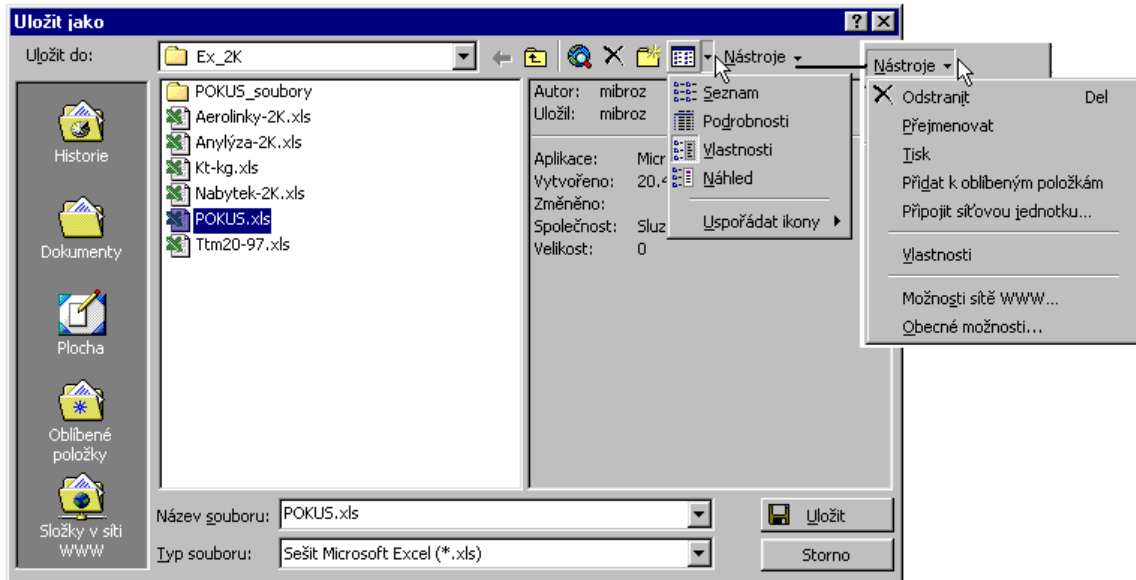 Uložit jako
Uložit do:
Ex_2K
Nástroje
Nástroje
Historie
Dokumenty
Plocha
Oblíbené
položky
Složky v síti
WWW
POKUS_soubory
Aerolinky-2K.xls
Anylýza-2K.xls
Kt-kg.xls
Nabytek-2K.xls
POKUS.xls
Ttm20-97.xls
Autor: mibroz
Uložil: mibroz
Aplikace: Micr
Vytvořeno: 20.4
Změněno:
Společnost: Sluz
Velikost: 0
Seznam
Podrobnosti
Vlastnosti
Náhled
Uspořádat ikony
Odstranit Del
Přejmenovat
Tisk
Přidat k oblíbeným položkám
Připojit síťovou jednotku...
Vlastnosti
Možnosti sítě WWW...
Obecné možnosti...
Název souboru: POKUS.xls
Uložit
Typ souboru: Sešit Microsoft Excel (*.xls)
Storno